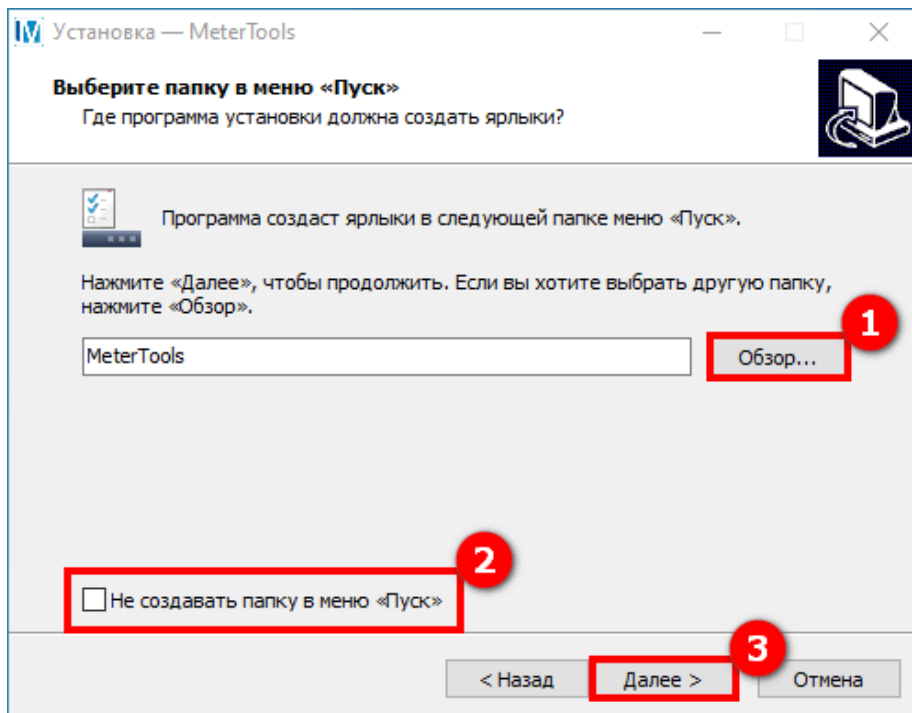 Установка — MeterTools
Выберите папку в меню «Пуск»
Где программа установки должна создать ярлыки?
Программа создаст ярлыки в следующей папке меню «Пуск».
Нажмите «Далее», чтобы продолжить. Если вы хотите выбрать другую папку,
нажмите «Обзор».
1
MeterTools
Обзор...
2
Не создавать папку в меню «Пуск»
3
< Назад
Далее >
Отмена